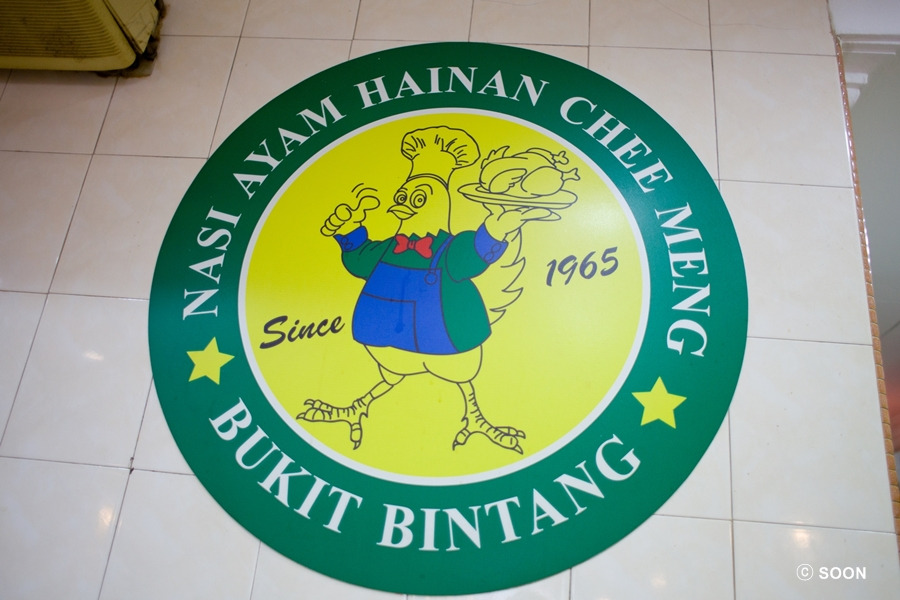 NASI AYAM HAINAN CHEE MENG
Since 1965
BUKIT BINTANG
© SOON